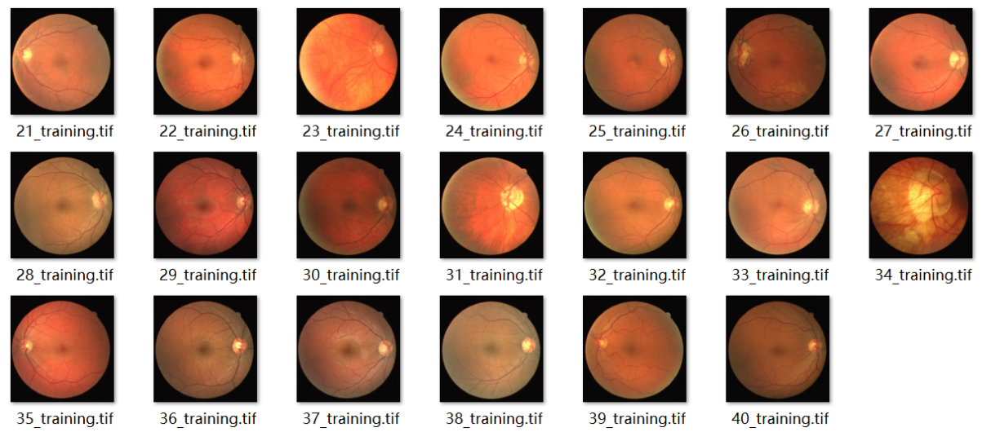 21_training.tif 22_training.tif 23_training.tif 24_training.tif 25_training.tif 26_training.tif 27_training.tif
28_training.tif 29_training.tif 30_training.tif 31_training.tif 32_training.tif 33_training.tif 34_training.tif
35_training.tif 36_training.tif 37_training.tif 38_training.tif 39_training.tif 40_training.tif